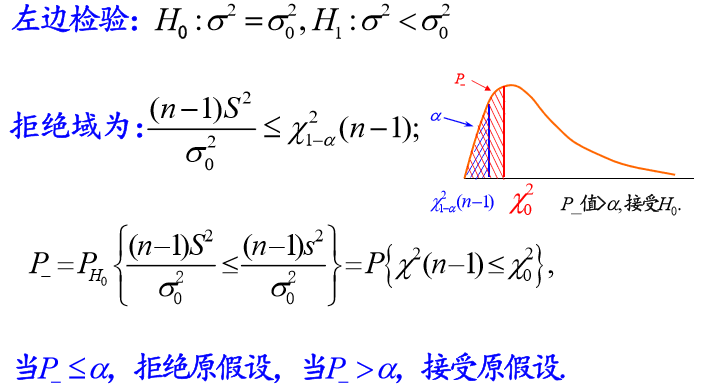 左边检验：H₀:σ²=σ₀²,H₁:σ²<σ₀²
拒绝域为:(n−1)S²/σ₀² ≤ χ²₁₋α(n−1);
P_
α
χ²₁₋α(n−1) χ₀² P_值>α,接受H₀.
P_=P_H₀{(n−1)S²/σ₀² ≤ (n−1)s²/σ₀²}=P{χ²(n−1)≤χ₀²},
当P_≤α，拒绝原假设，当P_>α，接受原假设.